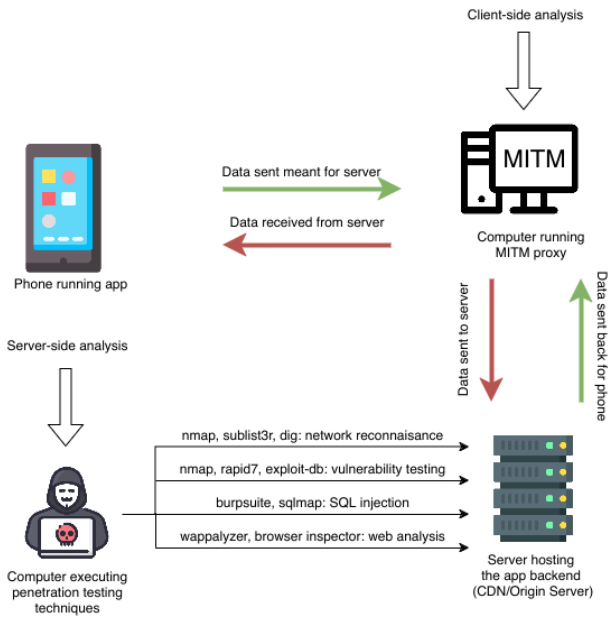 Client-side analysis
MITM
Data sent meant for server
Data received from server
Phone running app
Computer running
MITM proxy
Data sent to server
Data sent back for phone
Server-side analysis
nmap, sublist3r, dig: network reconnaisance
nmap, rapid7, exploit-db: vulnerability testing
burpsuite, sqlmap: SQL injection
wappalyzer, browser inspector: web analysis
Computer executing
penetration testing
techniques
Server hosting
the app backend
(CDN/Origin Server)